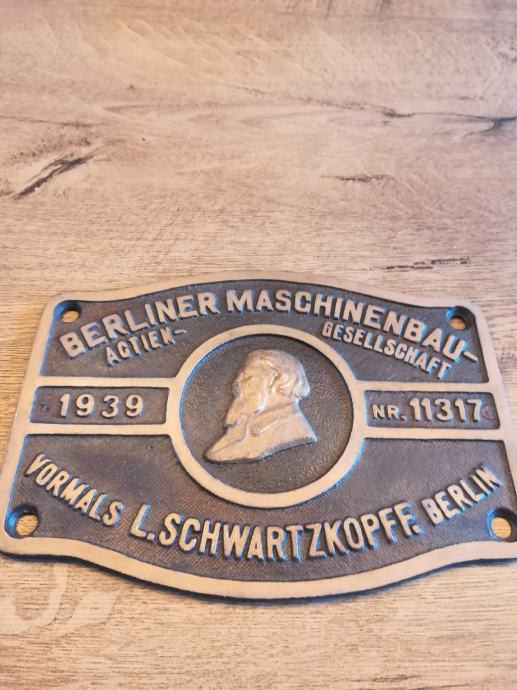 BERLINER MASCHINENBAU-
ACTIEN- GESELLSCHAFT
1939 NR. 11317
VORMALS L. SCHWARTZKOPFF. BERLIN